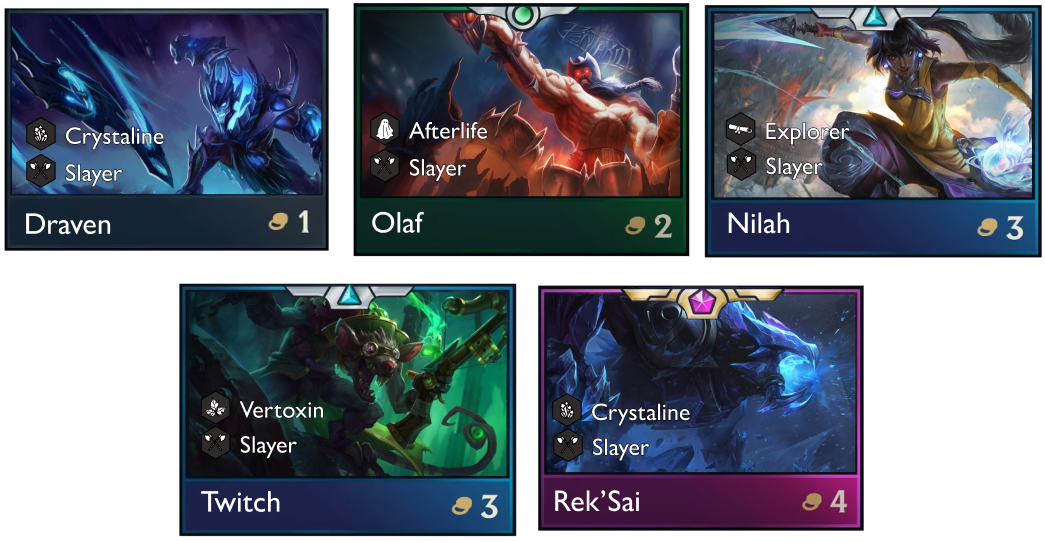 Crystaline
Slayer
Draven
1
Afterlife
Slayer
Olaf
2
Explorer
Slayer
Nilah
3
Vertoxin
Slayer
Twitch
3
Crystaline
Slayer
Rek'Sai
4